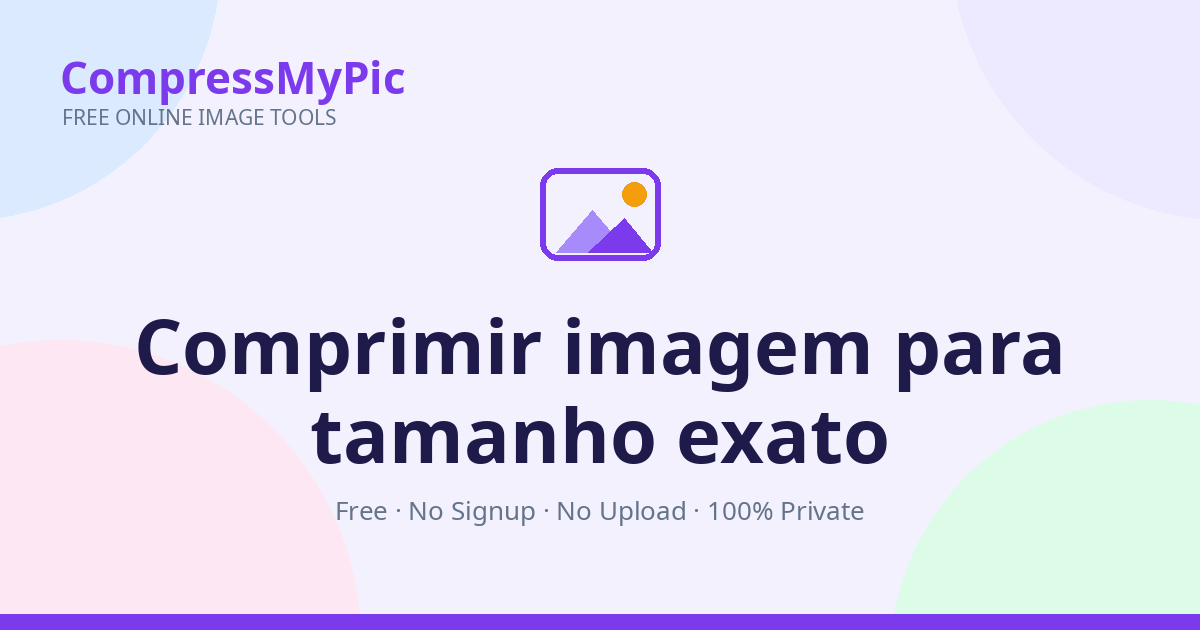 CompressMyPic
FREE ONLINE IMAGE TOOLS
Comprimir imagem para
tamanho exato
Free · No Signup · No Upload · 100% Private